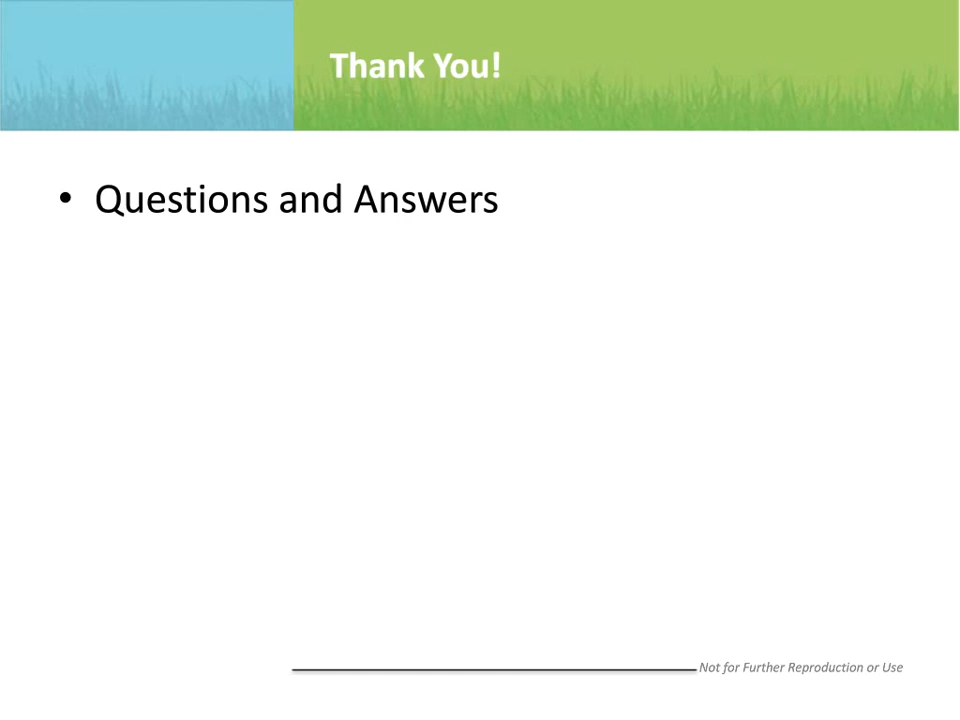 Thank You!
• Questions and Answers
Not for Further Reproduction or Use